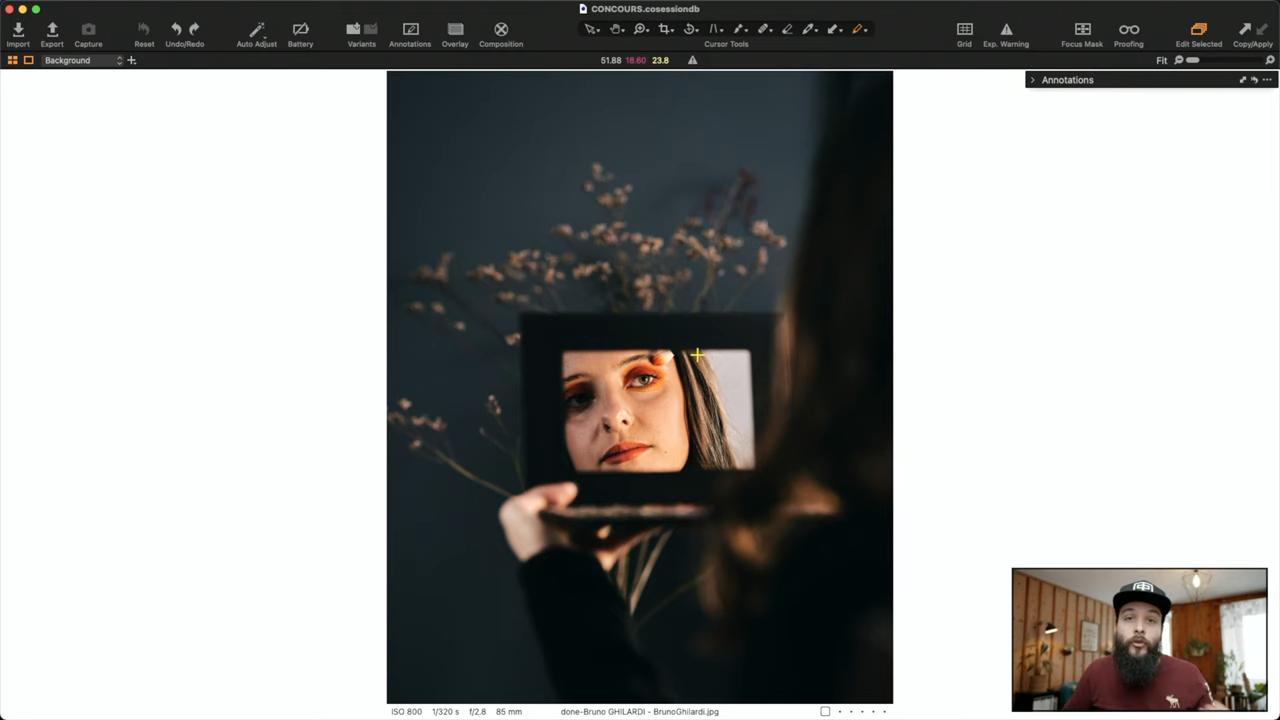 CONCOURS.cosessiondb
Import Export Capture Reset Undo/Redo Auto Adjust Battery Variants Annotations Overlay Composition Cursor Tools Grid Exp. Warning Focus Mask Proofing Edit Selected Copy/Apply
Background 51.88 18.60 23.8 Fit
Annotations
ISO 800 1/320 s f/2.8 85 mm done-Bruno GHILARDI - BrunoGhilardi.jpg